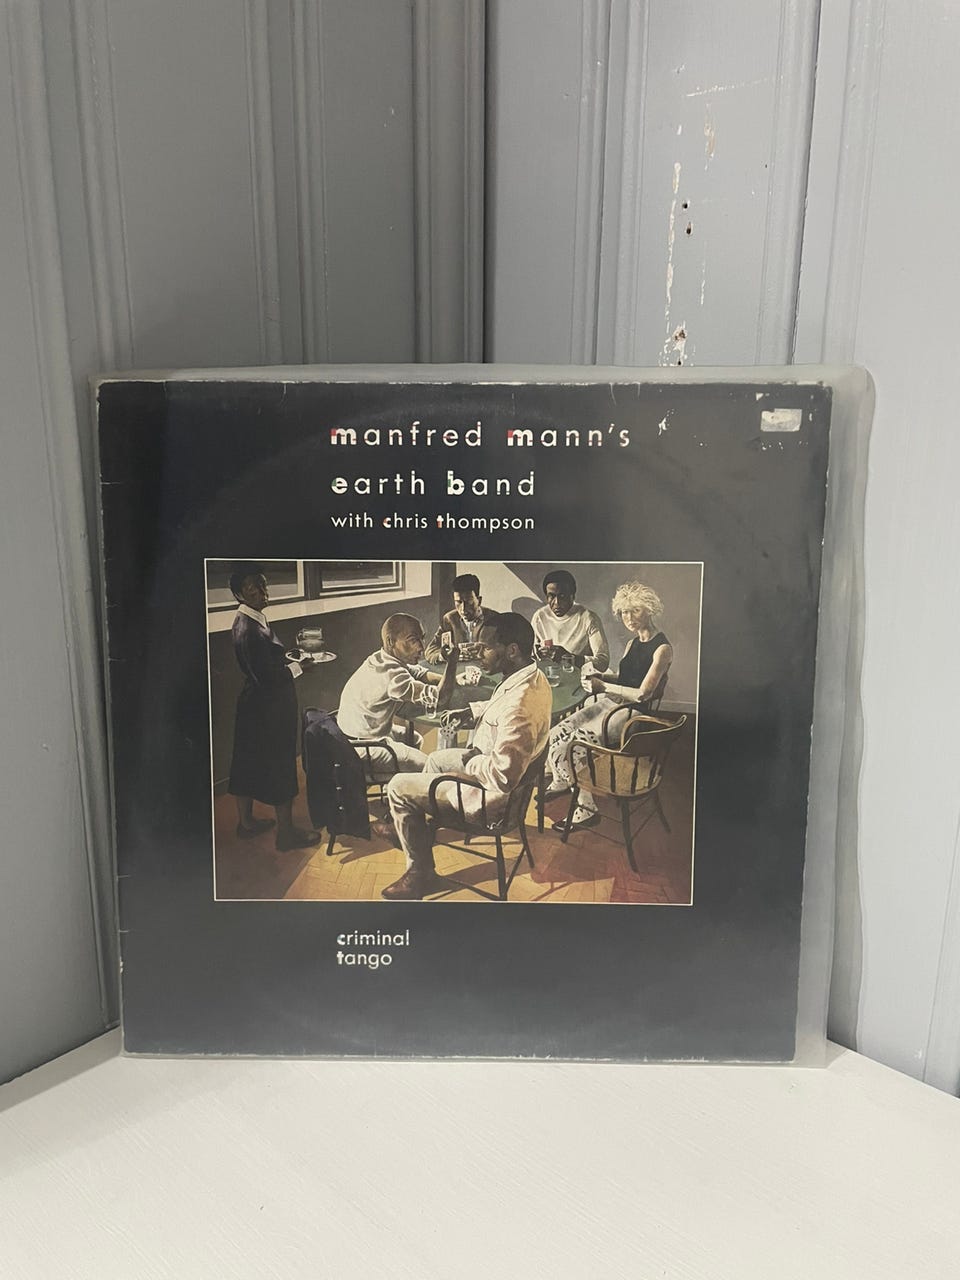 manfred mann's
earth band
with chris thompson
criminal
tango